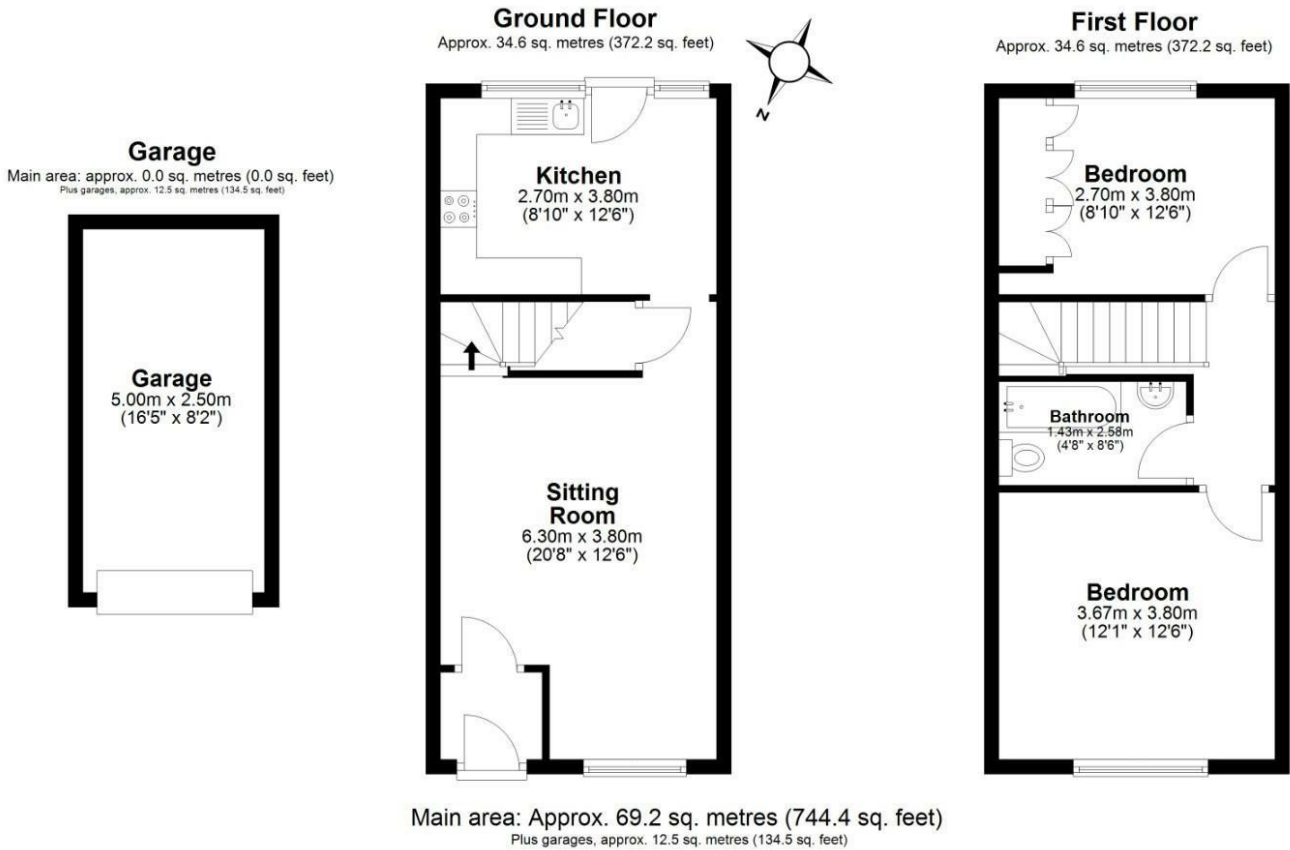 Garage
Main area: approx. 0.0 sq. metres (0.0 sq. feet)
Plus garages, approx. 12.5 sq. metres (134.5 sq. feet)
Garage
5.00m x 2.50m
(16'5" x 8'2")
Ground Floor
Approx. 34.6 sq. metres (372.2 sq. feet)
N
Kitchen
2.70m x 3.80m
(8'10" x 12'6")
Sitting
Room
6.30m x 3.80m
(20'8" x 12'6")
First Floor
Approx. 34.6 sq. metres (372.2 sq. feet)
Bedroom
2.70m x 3.80m
(8'10" x 12'6")
Bathroom
1.43m x 2.58m
(4'8" x 8'6")
Bedroom
3.67m x 3.80m
(12'1" x 12'6")
Main area: Approx. 69.2 sq. metres (744.4 sq. feet)
Plus garages, approx. 12.5 sq. metres (134.5 sq. feet)